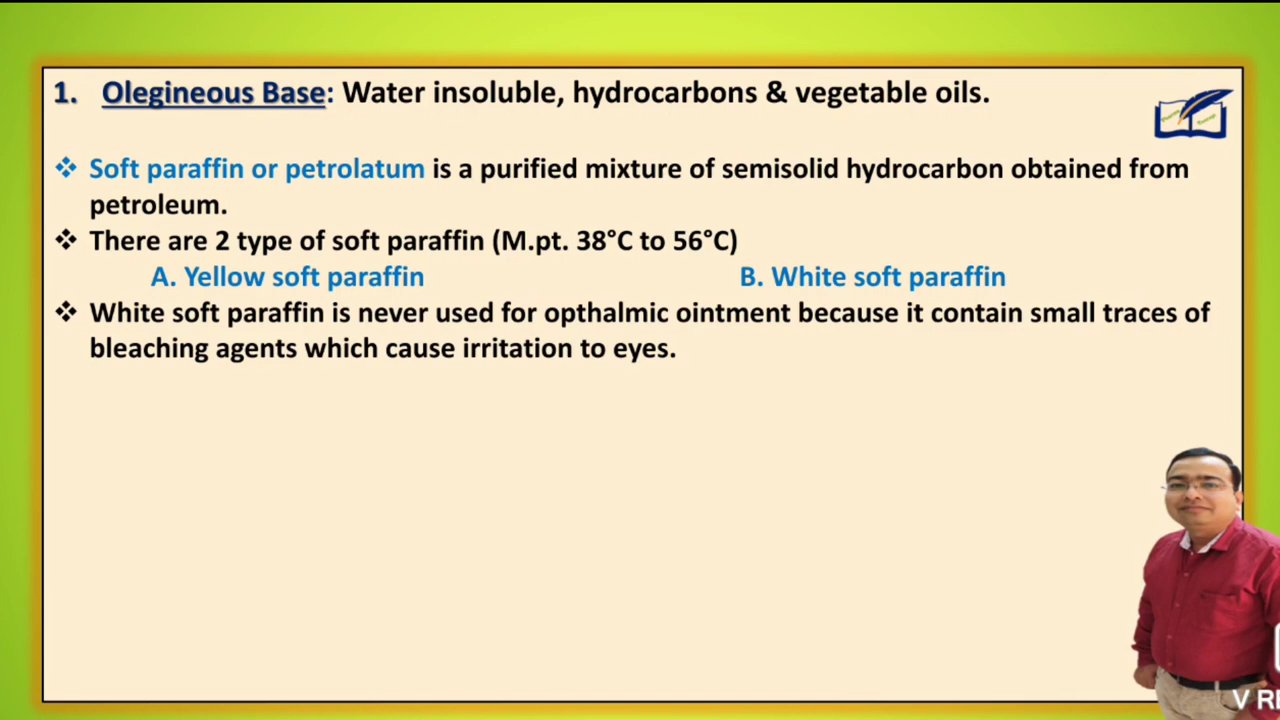 1. Olegineous Base: Water insoluble, hydrocarbons & vegetable oils.
❖ Soft paraffin or petrolatum is a purified mixture of semisolid hydrocarbon obtained from
petroleum.
❖ There are 2 type of soft paraffin (M.pt. 38°C to 56°C)
A. Yellow soft paraffin B. White soft paraffin
❖ White soft paraffin is never used for opthalmic ointment because it contain small traces of
bleaching agents which cause irritation to eyes.